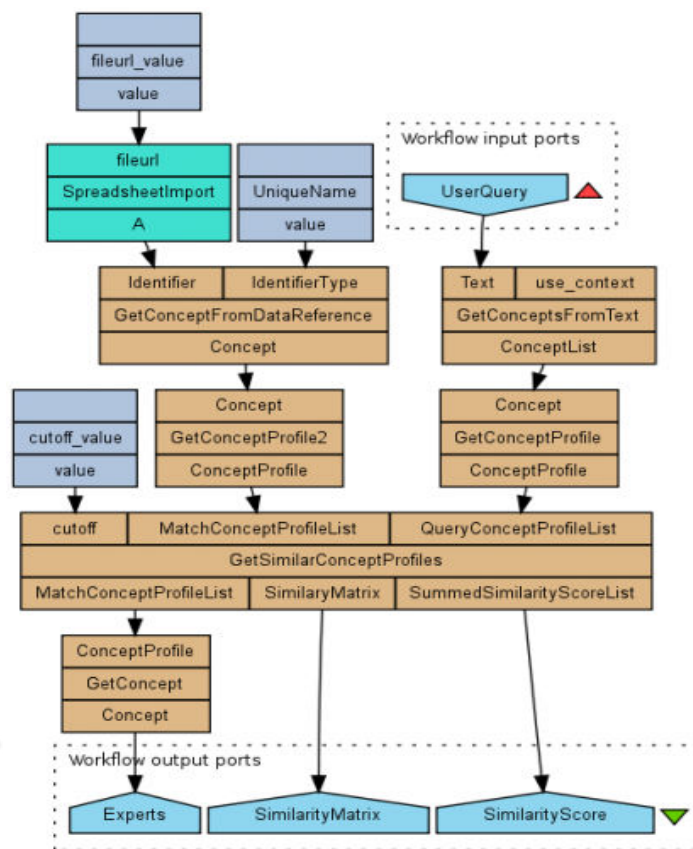 fileurl_value
value
Workflow input ports
fileurl
SpreadsheetImport
A
UniqueName
value
UserQuery
Identifier IdentifierType
GetConceptFromDataReference
Concept
Text use_context
GetConceptsFromText
ConceptList
cutoff_value
value
Concept
GetConceptProfile2
ConceptProfile
Concept
GetConceptProfile
ConceptProfile
cutoff MatchConceptProfileList QueryConceptProfileList
GetSimilarConceptProfiles
MatchConceptProfileList SimilaryMatrix SummedSimilarityScoreList
ConceptProfile
GetConcept
Concept
Workflow output ports
Experts SimilarityMatrix SimilarityScore